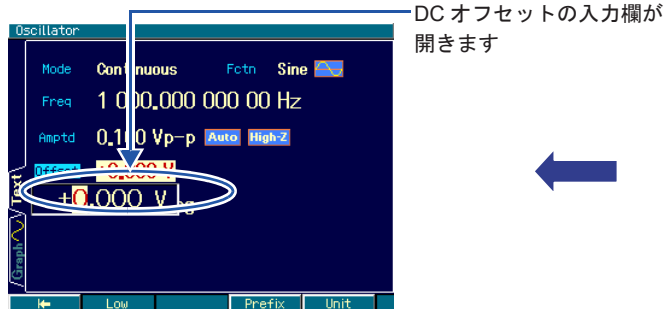 DC オフセットの入力欄が
開きます
Oscillator
Mode Continuous Fctn Sine
Freq 1 000.000 000 00 Hz
Amptd 0.100 Vp-p Auto High-Z
Offset +0.000 V
+0.000 V
Text
Graph
Low Prefix Unit